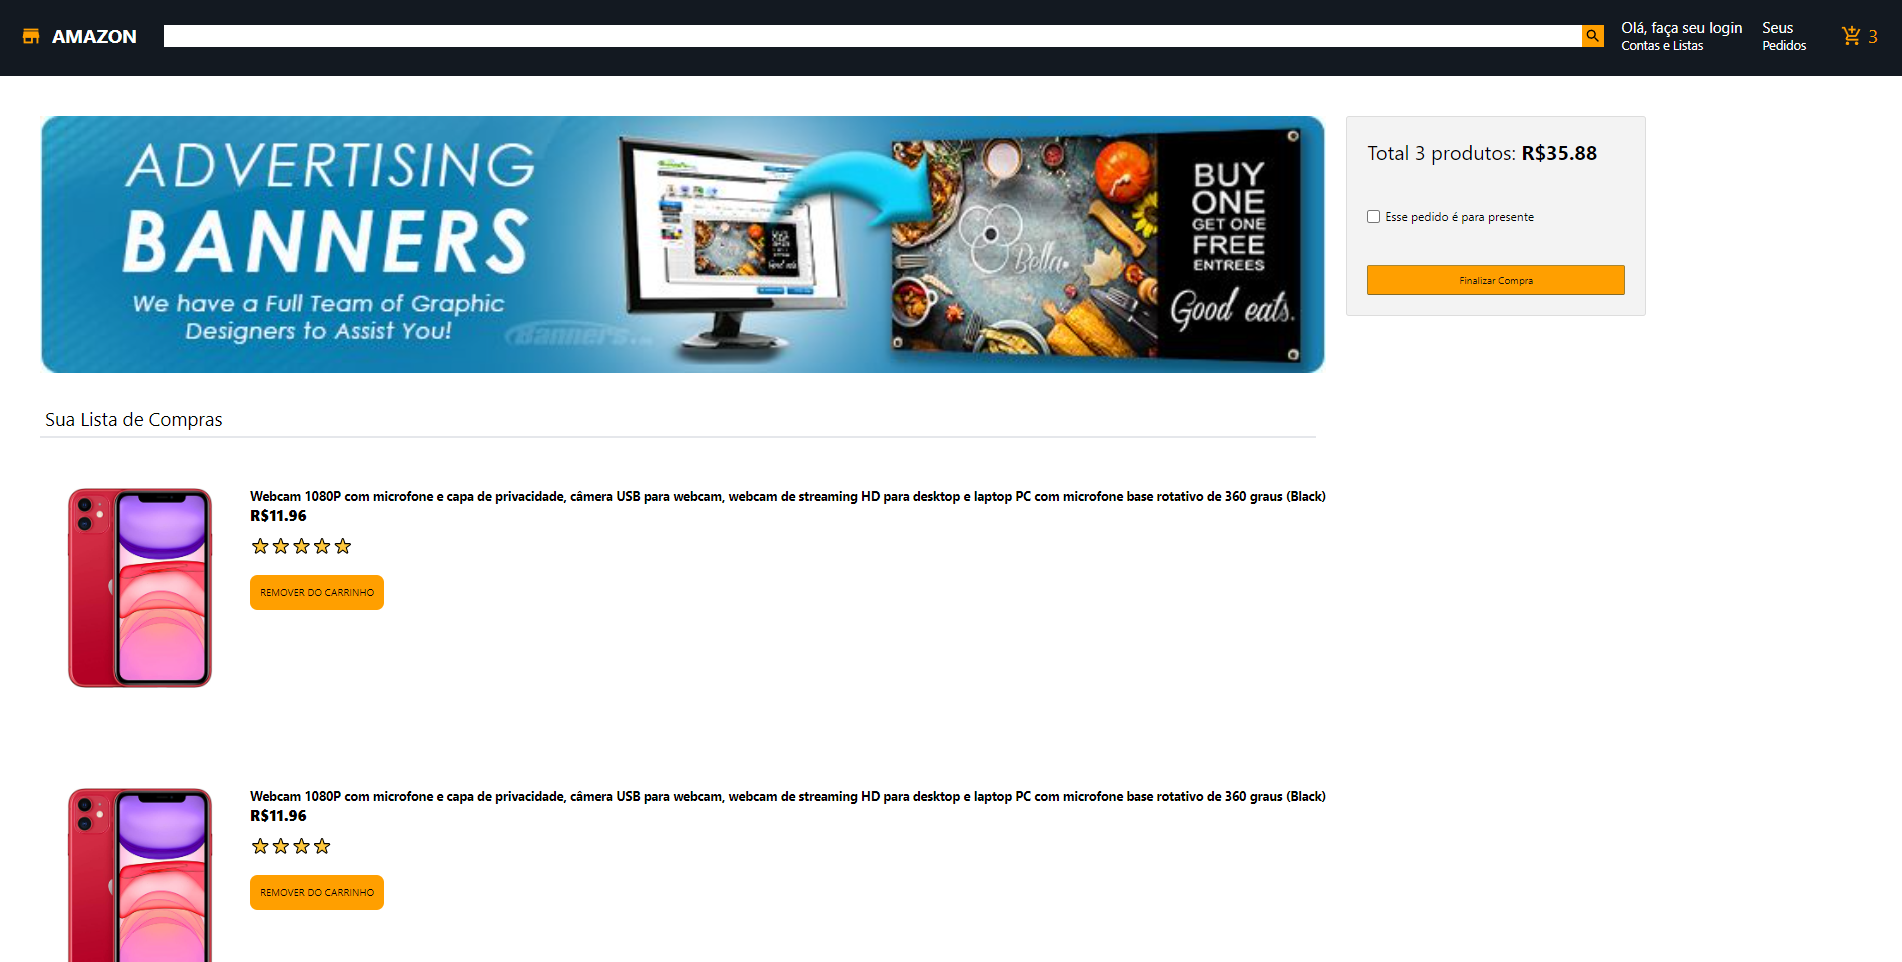 AMAZON
Olá, faça seu login
Contas e Listas
Seus
Pedidos
3
ADVERTISING
BANNERS
We have a Full Team of Graphic
Designers to Assist You!
Banners
Bella
BUY
ONE
GET ONE
FREE
ENTREES
Good eats.
Total 3 produtos: R$35.88
Esse pedido é para presente
Finalizar Compra
Sua Lista de Compras
Webcam 1080P com microfone e capa de privacidade, câmera USB para webcam, webcam de streaming HD para desktop e laptop PC com microfone base rotativo de 360 graus (Black)
R$11.96
REMOVER DO CARRINHO
Webcam 1080P com microfone e capa de privacidade, câmera USB para webcam, webcam de streaming HD para desktop e laptop PC com microfone base rotativo de 360 graus (Black)
R$11.96
REMOVER DO CARRINHO